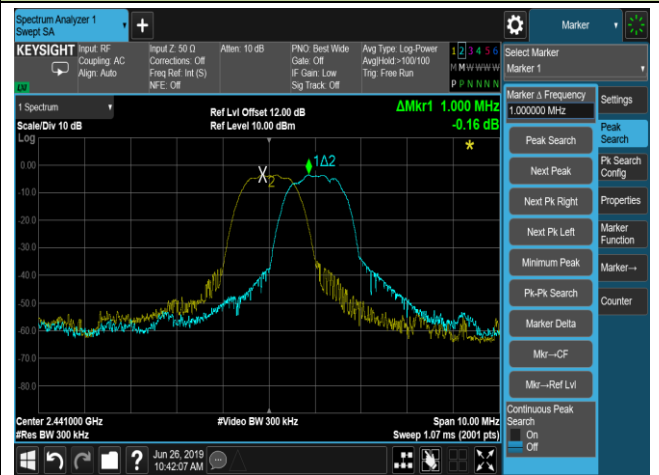 Spectrum Analyzer 1
Swept SA
Marker
KEYSIGHT
Input: RF
Coupling: AC
Align: Auto
Input Z: 50 Ω
Corrections: Off
Freq Ref: Int (S)
NFE: Off
Atten: 10 dB
PNO: Best Wide
Gate: Off
IF Gain: Low
Sig Track: Off
Avg Type: Log-Power
Avg|Hold:>100/100
Trig: Free Run
1 2 3 4 5 6
M M W W W W
P P N N N N
Select Marker
Marker 1
1 Spectrum
Scale/Div 10 dB
Ref Lvl Offset 12.00 dB
Ref Level 10.00 dBm
ΔMkr1 1.000 MHz
-0.16 dB
Log
0.00
-10.0
-20.0
-30.0
-40.0
-50.0
-60.0
-70.0
-80.0
X2
1Δ2
*
Center 2.441000 GHz
#Res BW 300 kHz
#Video BW 300 kHz
Span 10.00 MHz
Sweep 1.07 ms (2001 pts)
Marker Δ Frequency
1.000000 MHz
Peak Search
Next Peak
Next Pk Right
Next Pk Left
Minimum Peak
Pk-Pk Search
Marker Delta
Mkr→CF
Mkr→Ref Lvl
Continuous Peak
Search
On
Off
Settings
Peak
Search
Pk Search
Config
Properties
Marker
Function
Marker→
Counter
Jun 26, 2019
10:42:07 AM